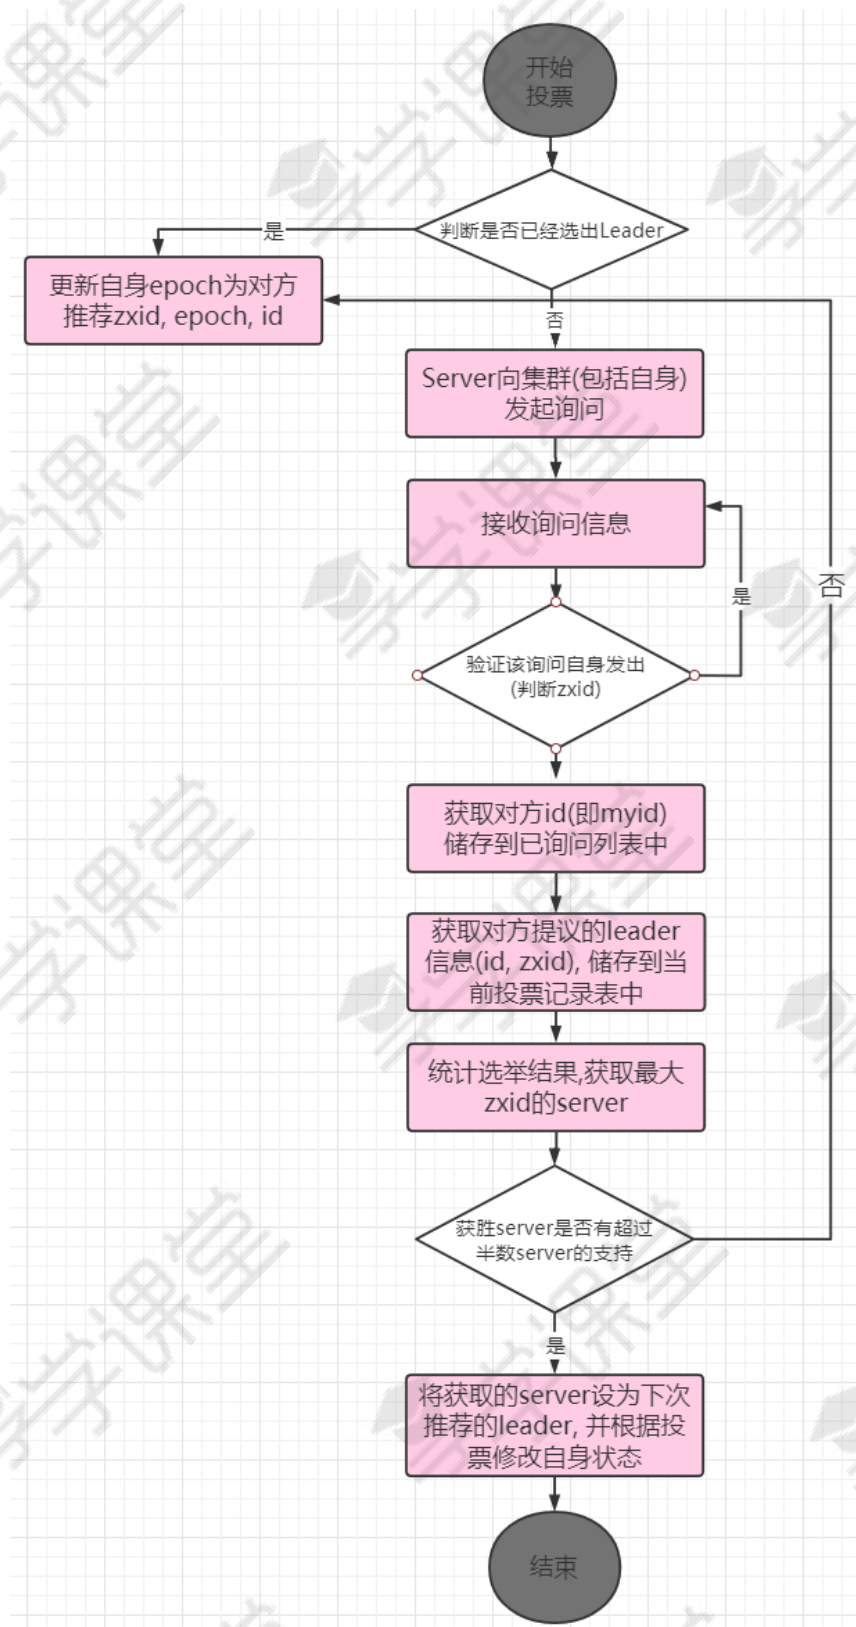 开始
投票
判断是否已经选出Leader
是
更新自身epoch为对方
推荐zxid, epoch, id
否
Server向集群(包括自身)
发起询问
接收询问信息
是
否
验证该询问自身发出
(判断zxid)
获取对方id(即myid)
储存到已询问列表中
获取对方提议的leader
信息(id, zxid), 储存到当
前投票记录表中
统计选举结果,获取最大
zxid的server
获胜server是否有超过
半数server的支持
是
将获取的server设为下次
推荐的leader, 并根据投
票修改自身状态
结束